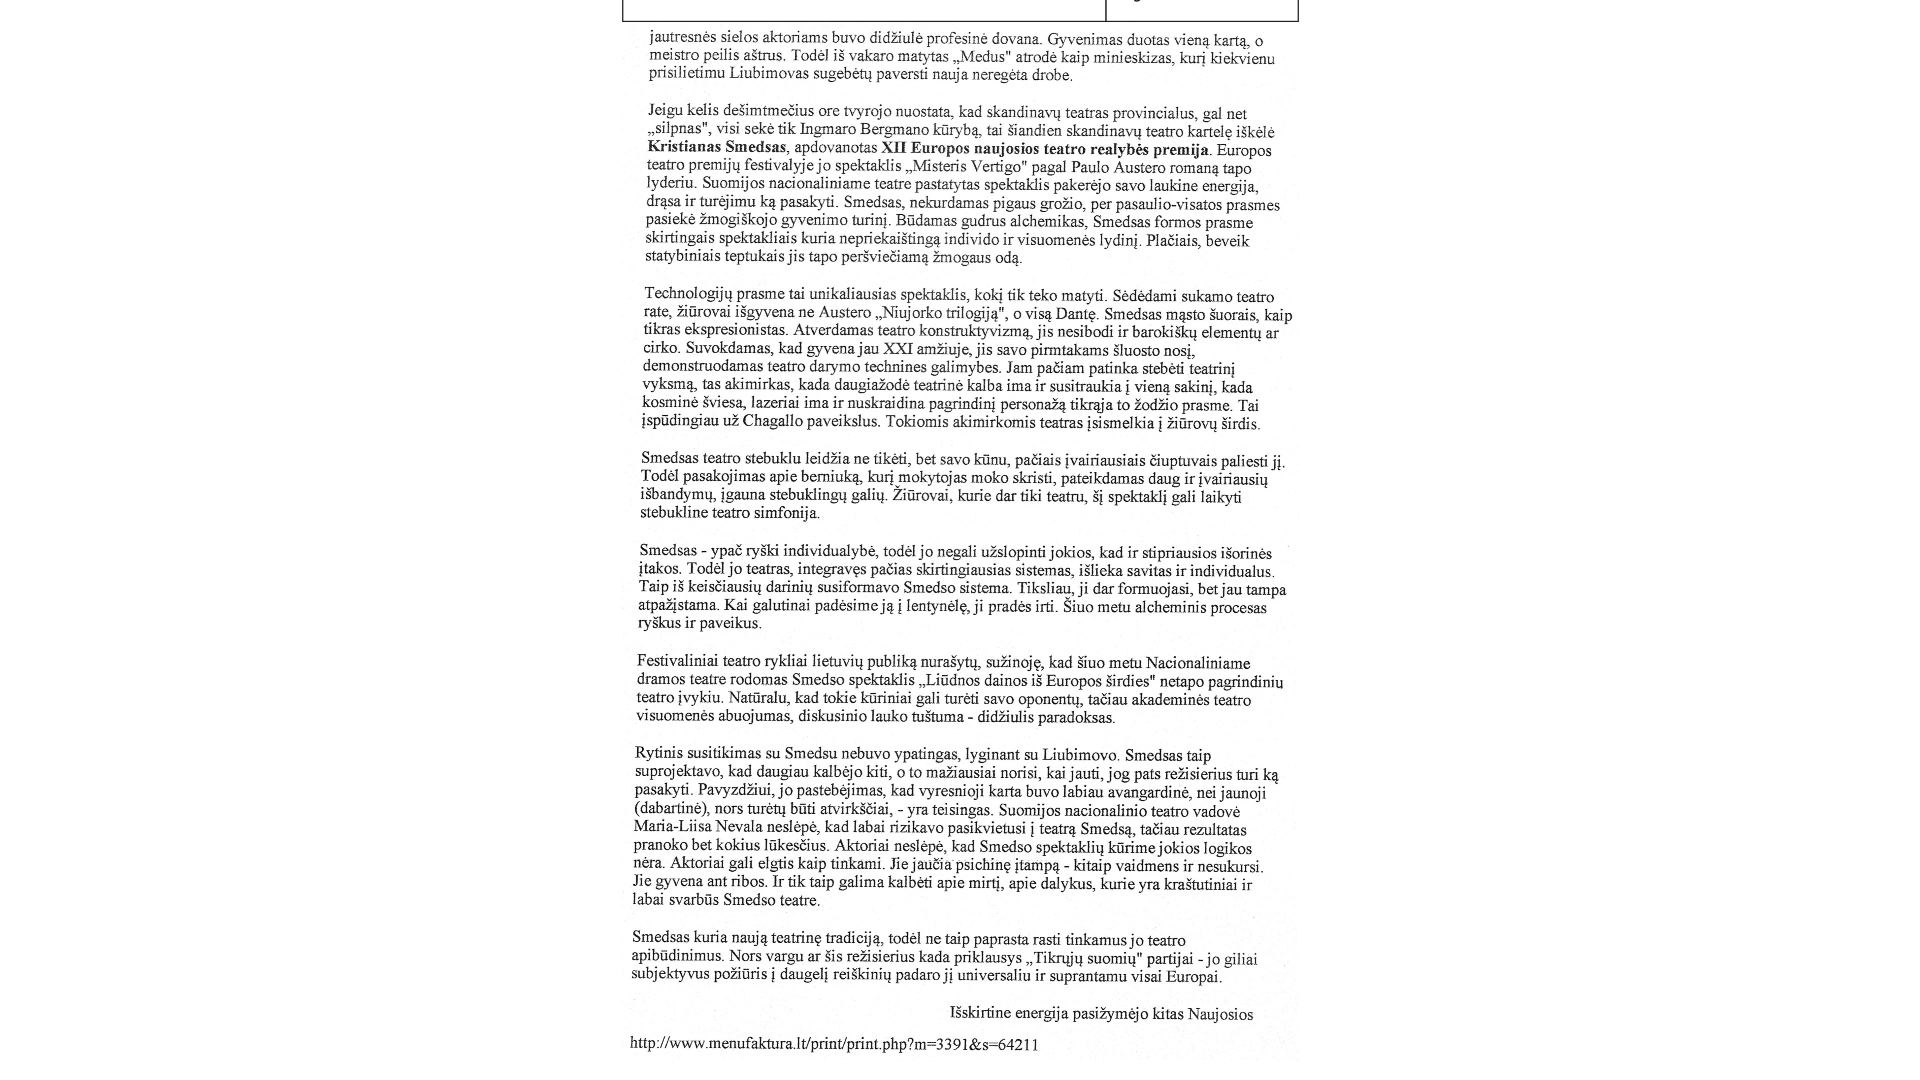 jautresnės sielos aktoriams buvo didžiulė profesinė dovana. Gyvenimas duotas vieną kartą, o
meistro peilis aštrus. Todėl iš vakaro matytas „Medus" atrodė kaip minieskizas, kurį kiekvienu
prisilietimu Liubimovas sugebėtų paversti nauja neregėta drobe.
Jeigu kelis dešimtmečius ore tvyrojo nuostata, kad skandinavų teatras provincialus, gal net
„silpnas", visi sekė tik Ingmaro Bergmano kūrybą, tai šiandien skandinavų teatro kartelę iškėlė
Kristianas Smedsas, apdovanotas XII Europos naujosios teatro realybės premija. Europos
teatro premijų festivalyje jo spektaklis „Misteris Vertigo" pagal Paulo Austero romaną tapo
lyderiu. Suomijos nacionaliniame teatre pastatytas spektaklis pakerėjo savo laukine energija,
drąsa ir turėjimu ką pasakyti. Smedsas, nekurdamas pigaus grožio, per pasaulio-visatos prasmes
pasiekė žmogiškojo gyvenimo turinį. Būdamas gudrus alchemikas, Smedsas formos prasme
skirtingais spektakliais kuria nepriekaištingą individo ir visuomenės lydinį. Plačiais, beveik
statybiniais teptukais jis tapo peršviečiamą žmogaus odą.
Technologijų prasme tai unikaliausias spektaklis, kokį tik teko matyti. Sėdėdami sukamo teatro
rate, žiūrovai išgyvena ne Austero „Niujorko trilogiją", o visą Dantę. Smedsas mąsto šuorais, kaip
tikras ekspresionistas. Atverdamas teatro konstruktyvizmą, jis nesibodi ir barokiškų elementų ar
cirko. Suvokdamas, kad gyvena jau XXI amžiuje, jis savo pirmtakams šluosto nosį,
demonstruodamas teatro darymo technines galimybes. Jam pačiam patinka stebėti teatrinį
vyksmą, tas akimirkas, kada daugiažodė teatrinė kalba ima ir susitraukia į vieną sakinį, kada
kosminė šviesa, lazeriai ima ir nuskraidina pagrindinį personažą tikrąja to žodžio prasme. Tai
įspūdingiau už Chagallo paveikslus. Tokiomis akimirkomis teatras įsismelkia į žiūrovų širdis.
Smedsas teatro stebuklu leidžia ne tikėti, bet savo kūnu, pačiais įvairiausiais čiuptuvais paliesti jį.
Todėl pasakojimas apie berniuką, kurį mokytojas moko skristi, pateikdamas daug ir įvairiausių
išbandymų, įgauna stebuklingų galių. Žiūrovai, kurie dar tiki teatru, šį spektaklį gali laikyti
stebukline teatro simfonija.
Smedsas - ypač ryški individualybė, todėl jo negali užslopinti jokios, kad ir stipriausios išorinės
įtakos. Todėl jo teatras, integravęs pačias skirtingiausias sistemas, išlieka savitas ir individualus.
Taip iš keisčiausių darinių susiformavo Smedso sistema. Tiksliau, ji dar formuojasi, bet jau tampa
atpažįstama. Kai galutinai padėsime ją į lentynėlę, ji pradės irti. Šiuo metu alcheminis procesas
ryškus ir paveikus.
Festivaliniai teatro rykliai lietuvių publiką nurašytų, sužinoję, kad šiuo metu Nacionaliniame
dramos teatre rodomas Smedso spektaklis „Liūdnos dainos iš Europos širdies" netapo pagrindiniu
teatro įvykiu. Natūralu, kad tokie kūriniai gali turėti savo oponentų, tačiau akademinės teatro
visuomenės abuojumas, diskusinio lauko tuštuma - didžiulis paradoksas.
Rytinis susitikimas su Smedsu nebuvo ypatingas, lyginant su Liubimovo. Smedsas taip
suprojektavo, kad daugiau kalbėjo kiti, o to mažiausiai norisi, kai jauti, jog pats režisierius turi ką
pasakyti. Pavyzdžiui, jo pastebėjimas, kad vyresnioji karta buvo labiau avangardinė, nei jaunoji
(dabartinė), nors turėtų būti atvirkščiai, - yra teisingas. Suomijos nacionalinio teatro vadovė
Maria-Liisa Nevala neslėpė, kad labai rizikavo pasikvietusi į teatrą Smedsą, tačiau rezultatas
pranoko bet kokius lūkesčius. Aktoriai neslėpė, kad Smedso spektaklių kūrime jokios logikos
nėra. Aktoriai gali elgtis kaip tinkami. Jie jaučia psichinę įtampą - kitaip vaidmens ir nesukursi.
Jie gyvena ant ribos. Ir tik taip galima kalbėti apie mirtį, apie dalykus, kurie yra kraštutiniai ir
labai svarbūs Smedso teatre.
Smedsas kuria naują teatrinę tradiciją, todėl ne taip paprasta rasti tinkamus jo teatro
apibūdinimus. Nors vargu ar šis režisierius kada priklausys „Tikrųjų suomių" partijai - jo giliai
subjektyvus požiūris į daugelį reiškinių padaro jį universaliu ir suprantamu visai Europai.
Išskirtine energija pasižymėjo kitas Naujosios
http://www.menufaktura.lt/print/print.php?m=3391&s=64211